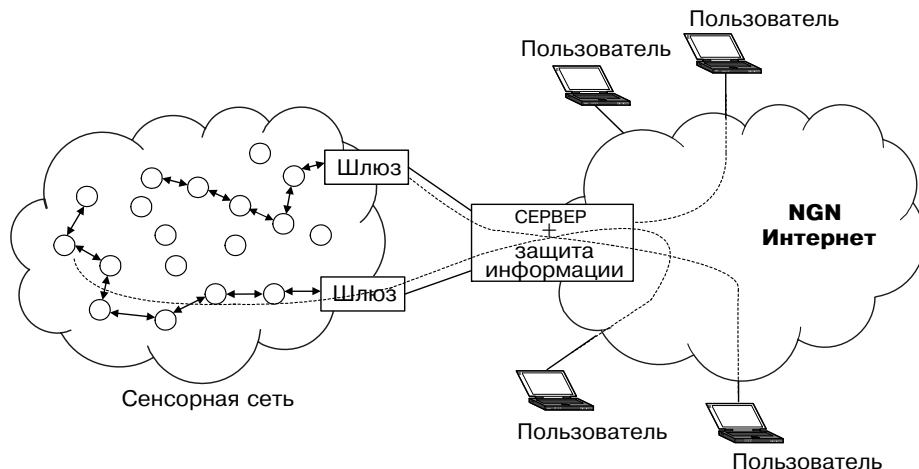 Пользователь
Пользователь
Шлюз
СЕРВЕР
+
защита
информации
NGN
Интернет
Шлюз
Сенсорная сеть
Пользователь
Пользователь